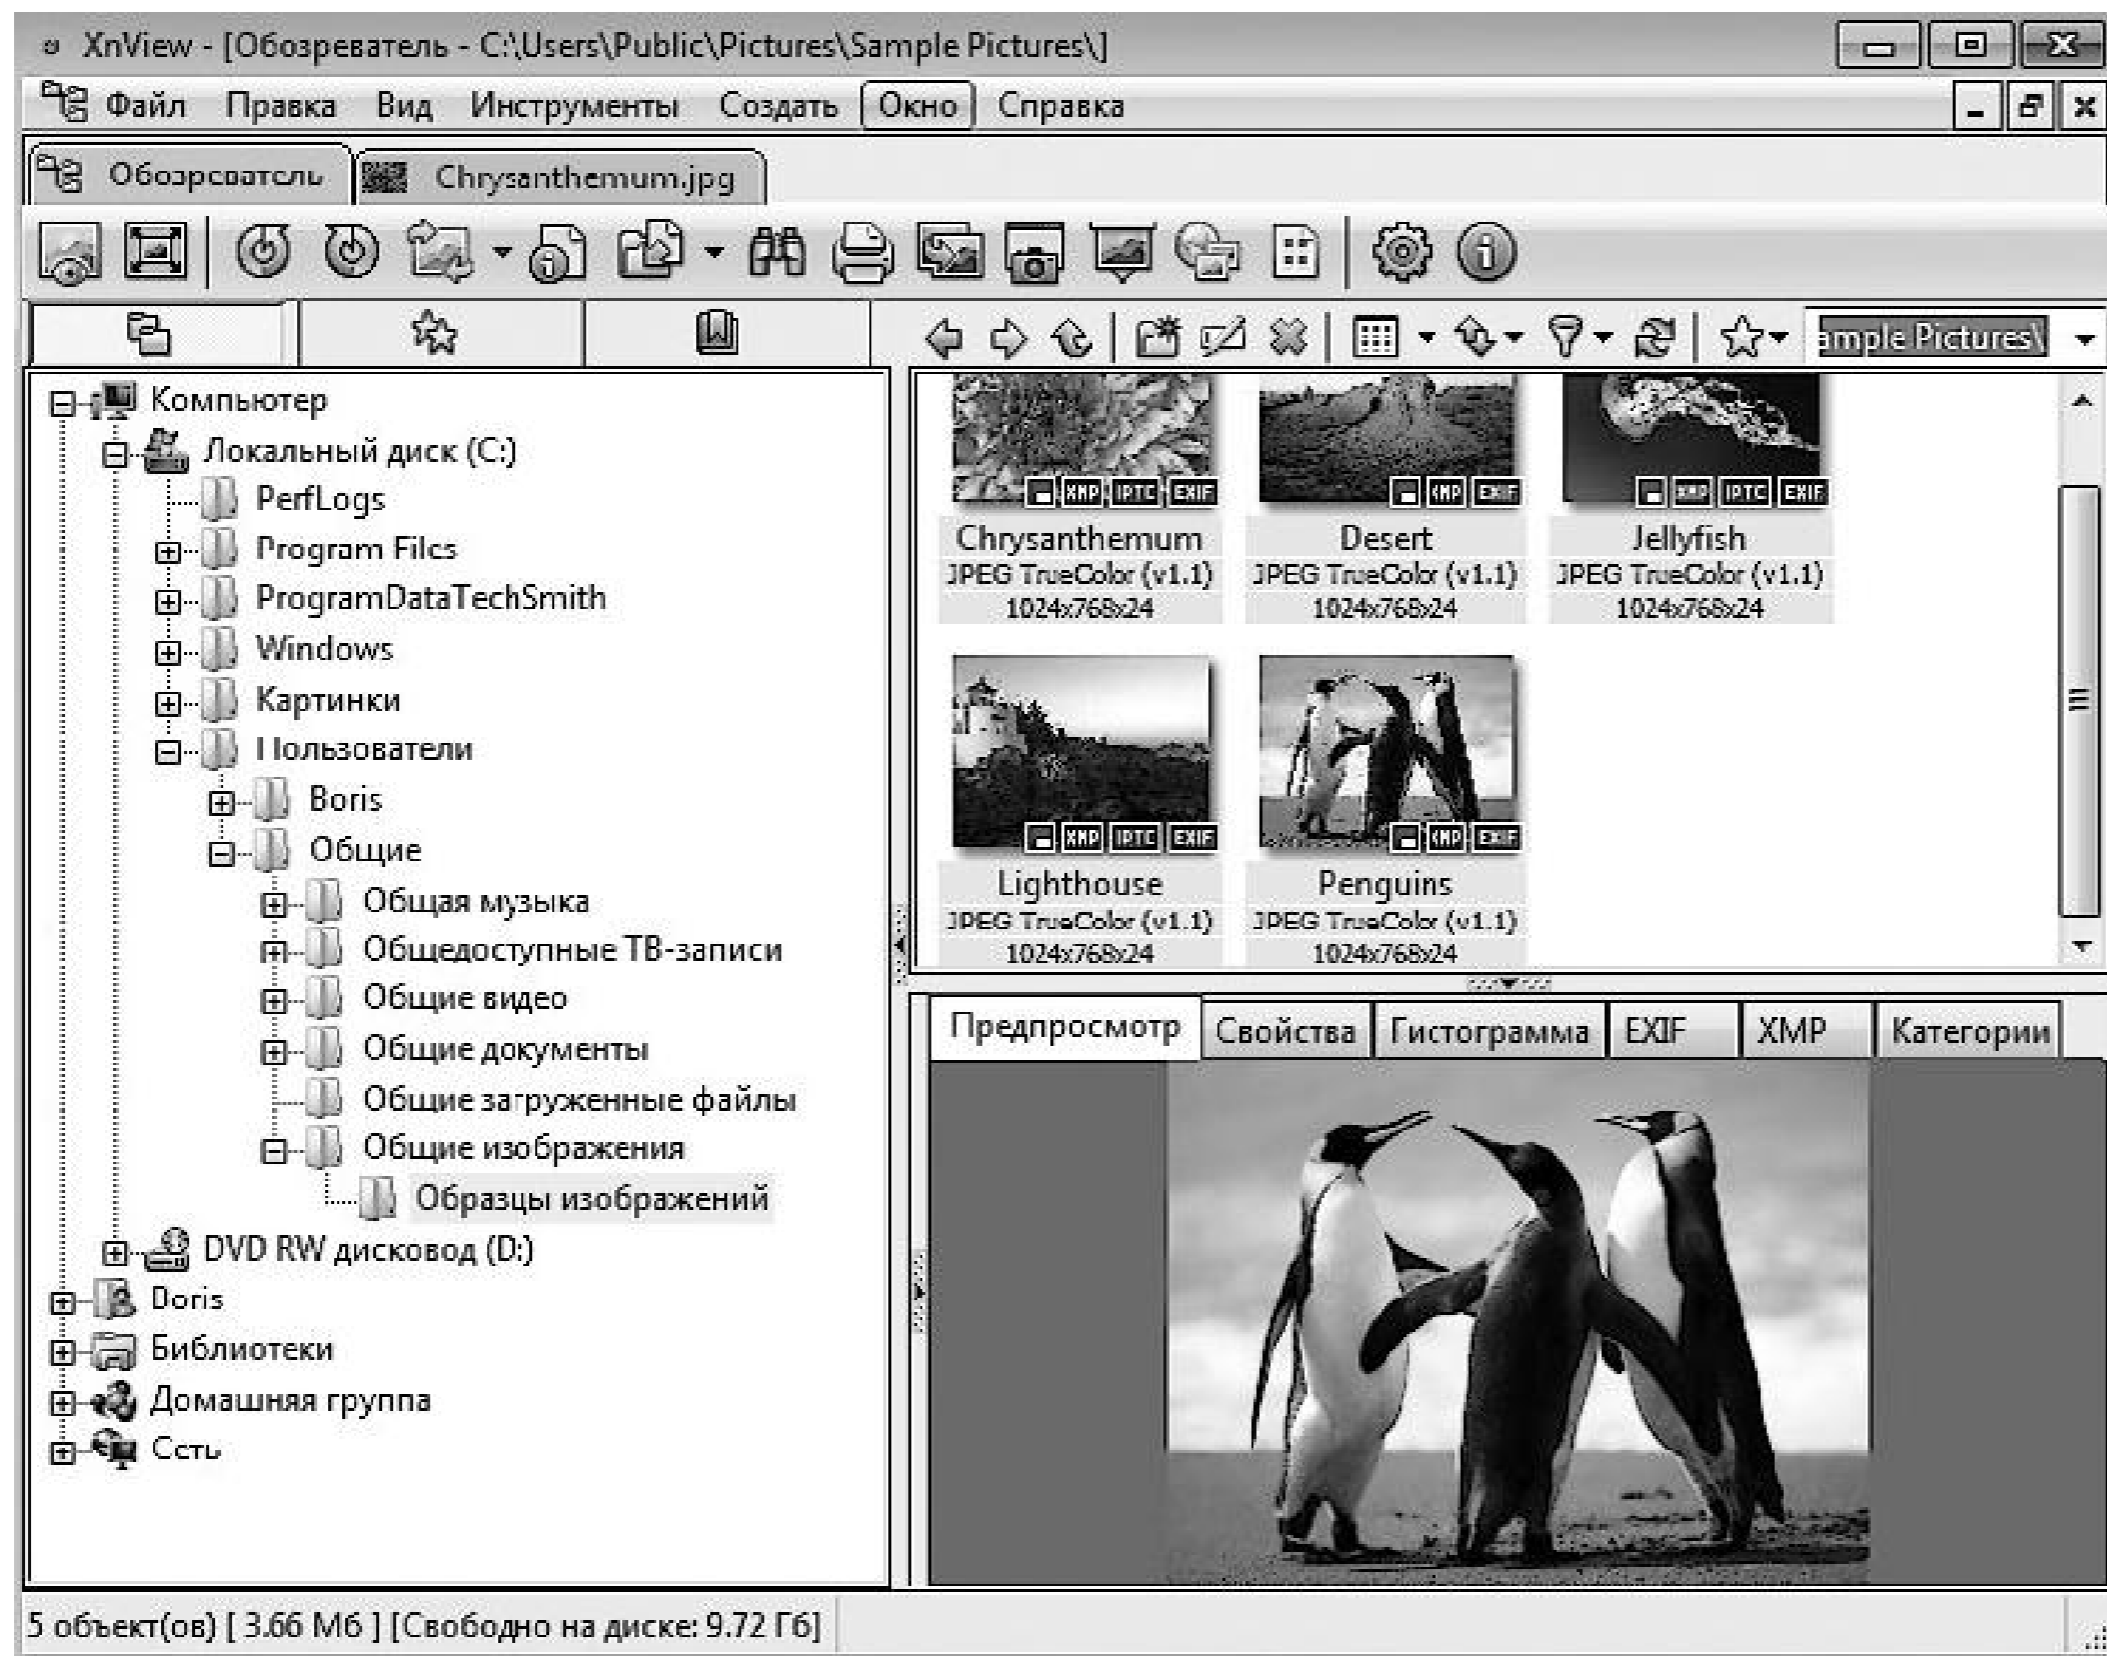 XnView - [Обозреватель - C:\Users\Public\Pictures\Sample Pictures\]
Файл Правка Вид Инструменты Создать Окно Справка
Обозреватель Chrysanthemum.jpg
ample Pictures\
Компьютер
Локальный диск (C:)
PerfLogs
Program Files
ProgramDataTechSmith
Windows
Картинки
Пользователи
Boris
Общие
Общая музыка
Общедоступные ТВ-записи
Общие видео
Общие документы
Общие загруженные файлы
Общие изображения
Образцы изображений
DVD RW дисковод (D:)
Boris
Библиотеки
Домашняя группа
Сеть
XMP IPTC EXIF XMP EXIF XMP IPTC EXIF
Chrysanthemum Desert Jellyfish
JPEG TrueColor (v1.1) JPEG TrueColor (v1.1) JPEG TrueColor (v1.1)
1024x768x24 1024x768x24 1024x768x24
XMP IPTC EXIF XMP EXIF
Lighthouse Penguins
JPEG TrueColor (v1.1) JPEG TrueColor (v1.1)
1024x768x24 1024x768x24
Предпросмотр Свойства Гистограмма EXIF XMP Категории
5 объект(ов) [ 3.66 Мб ] [Свободно на диске: 9.72 Гб]